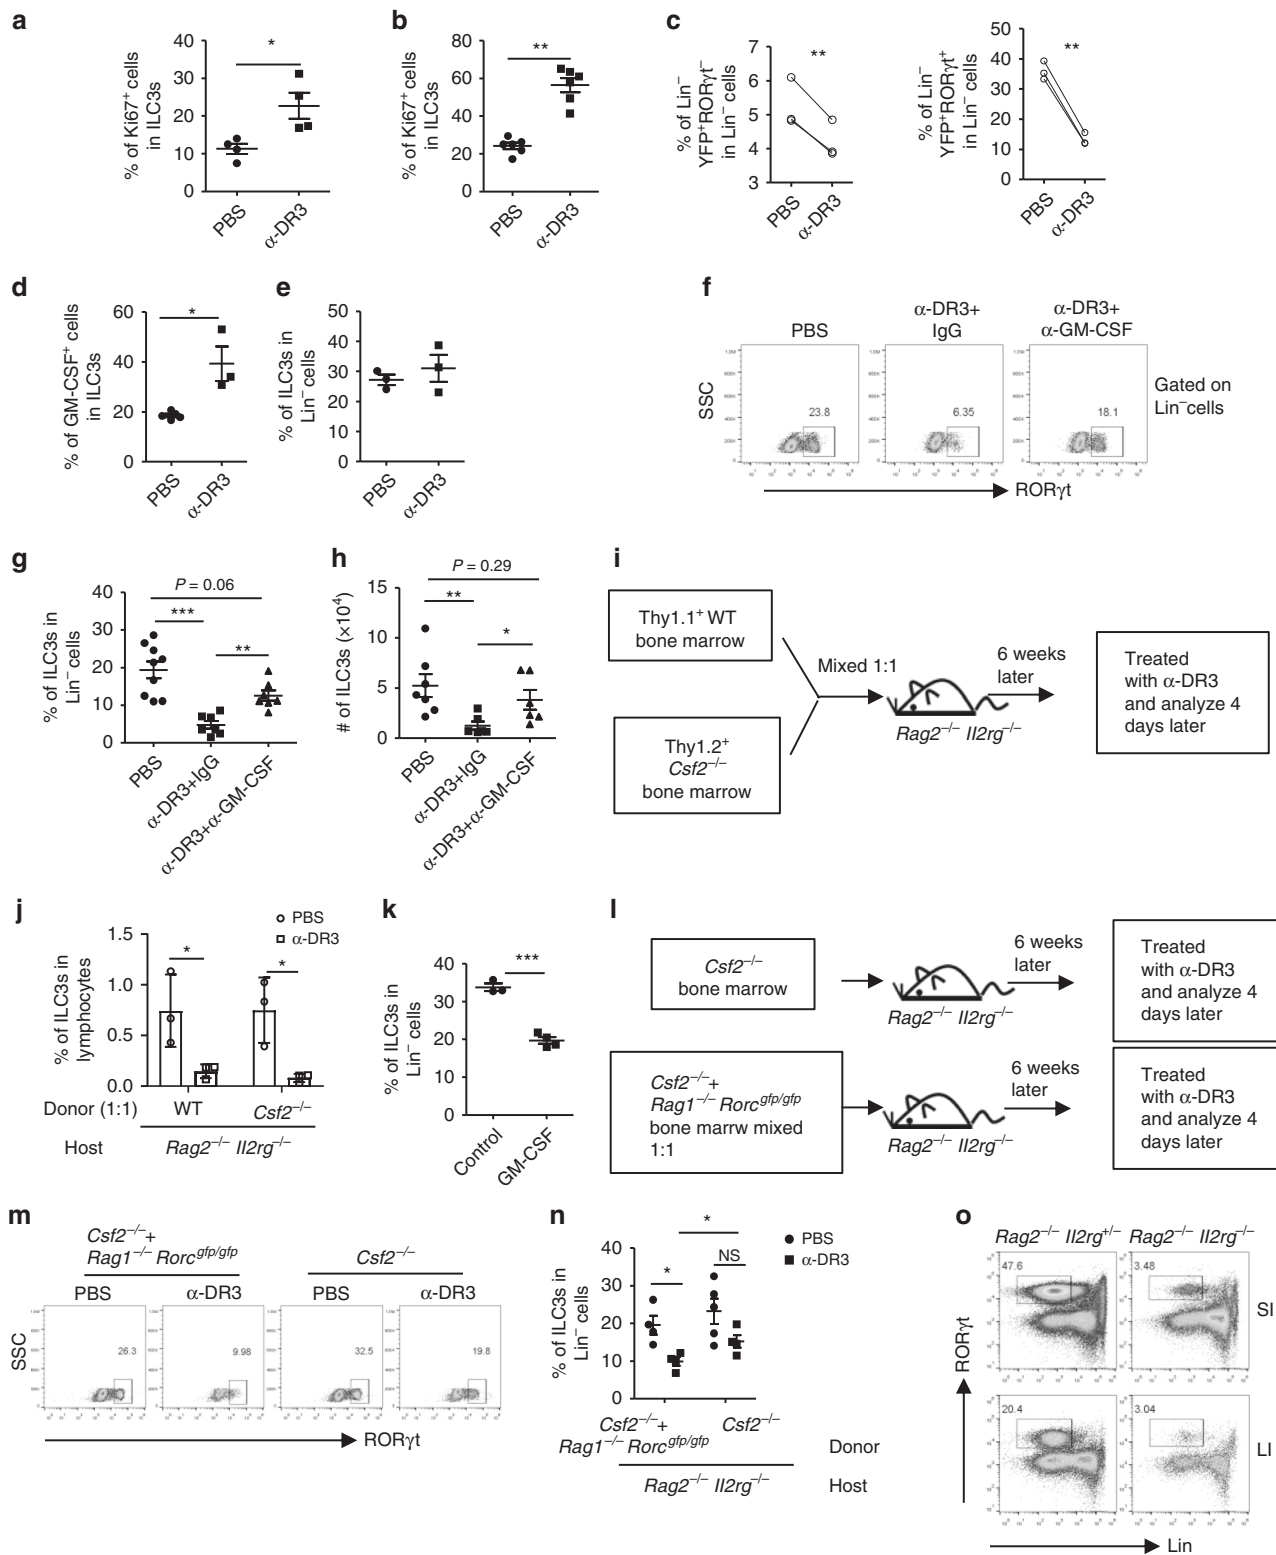 a
% of Ki67⁺ cells
in ILC3s
40
30
20
10
0
*
PBS
α-DR3
b
% of Ki67⁺ cells
in ILC3s
80
60
40
20
0
**
PBS
α-DR3
c
% of Lin⁻
YFP⁺RORγt⁻
in Lin⁻ cells
7
6
5
4
3
**
PBS
α-DR3
% of Lin⁻
YFP⁺RORγt⁺
in Lin⁻ cells
50
40
30
20
10
0
**
PBS
α-DR3
d
% of GM-CSF⁺ cells
in ILC3s
60
40
20
0
*
PBS
α-DR3
e
% of ILC3s in
Lin⁻ cells
50
40
30
20
10
0
PBS
α-DR3
f
PBS
α-DR3+
IgG
α-DR3+
α-GM-CSF
SSC
23.8
6.35
18.1
Gated on
Lin⁻cells
RORγt
g
% of ILC3s in
Lin⁻ cells
40
30
20
10
0
P = 0.06
***
**
PBS
α-DR3+IgG
α-DR3+α-GM-CSF
h
# of ILC3s (×10⁴)
15
10
5
0
P = 0.29
**
*
PBS
α-DR3+IgG
α-DR3+α-GM-CSF
i
Thy1.1⁺ WT
bone marrow
Thy1.2⁺
Csf2⁻/⁻
bone marrow
Mixed 1:1
Rag2⁻/⁻ Il2rg⁻/⁻
6 weeks
later
Treated
with α-DR3
and analyze 4
days later
j
PBS
α-DR3
% of ILC3s in
lymphocytes
1.5
1.0
0.5
0.0
*
*
Donor (1:1)
WT
Csf2⁻/⁻
Host
Rag2⁻/⁻ Il2rg⁻/⁻
k
% of ILC3s in
Lin⁻ cells
40
30
20
10
0
***
Control
GM-CSF
l
Csf2⁻/⁻
bone marrow
Rag2⁻/⁻ Il2rg⁻/⁻
6 weeks
later
Treated
with α-DR3
and analyze 4
days later
Csf2⁻/⁻+
Rag1⁻/⁻ Rorcᵍᶠᵖ/ᵍᶠᵖ
bone marrw mixed
1:1
Rag2⁻/⁻ Il2rg⁻/⁻
6 weeks
later
Treated
with α-DR3
and analyze 4
days later
m
Csf2⁻/⁻+
Rag1⁻/⁻ Rorcᵍᶠᵖ/ᵍᶠᵖ
Csf2⁻/⁻
PBS
α-DR3
PBS
α-DR3
SSC
26.3
9.98
32.5
19.8
RORγt
n
% of ILC3s in
Lin⁻ cells
40
30
20
10
0
*
NS
*
PBS
α-DR3
Csf2⁻/⁻+
Rag1⁻/⁻ Rorcᵍᶠᵖ/ᵍᶠᵖ
Csf2⁻/⁻
Donor
Rag2⁻/⁻ Il2rg⁻/⁻
Host
o
Rag2⁻/⁻ Il2rg⁺/⁻
Rag2⁻/⁻ Il2rg⁻/⁻
47.6
3.48
SI
20.4
3.04
LI
RORγt
Lin